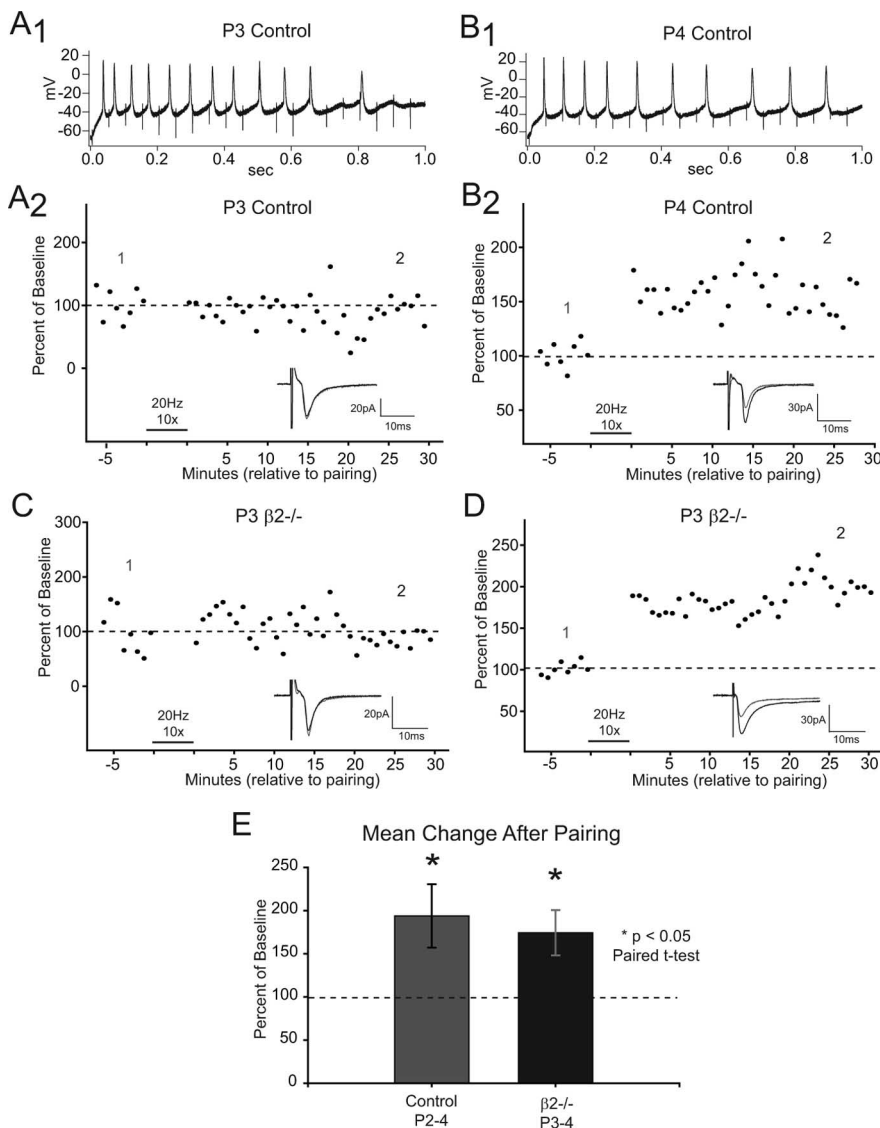 A1
P3 Control
20
0
-20
-40
-60
mV
0.0
0.2
0.4
0.6
0.8
1.0
sec
B1
P4 Control
20
0
-20
-40
-60
mV
0.0
0.2
0.4
0.6
0.8
1.0
sec
A2
P3 Control
Percent of Baseline
200
100
0
1
2
20Hz
10x
20pA
10ms
-5
5
10
15
20
25
30
Minutes (relative to pairing)
B2
P4 Control
Percent of Baseline
200
150
100
50
1
2
20Hz
10x
30pA
10ms
-5
5
10
15
20
25
30
Minutes (relative to pairing)
C
P3 β2-/-
Percent of Baseline
300
200
100
0
1
2
20Hz
10x
20pA
10ms
-5
5
10
15
20
25
30
Minutes (relative to pairing)
D
P3 β2-/-
Percent of Baseline
250
200
150
100
50
1
2
20Hz
10x
30pA
10ms
-5
5
10
15
20
25
30
Minutes (relative to pairing)
E
Mean Change After Pairing
Percent of Baseline
250
200
150
100
50
0
*
*
* p < 0.05
Paired t-test
Control
P2-4
β2-/-
P3-4